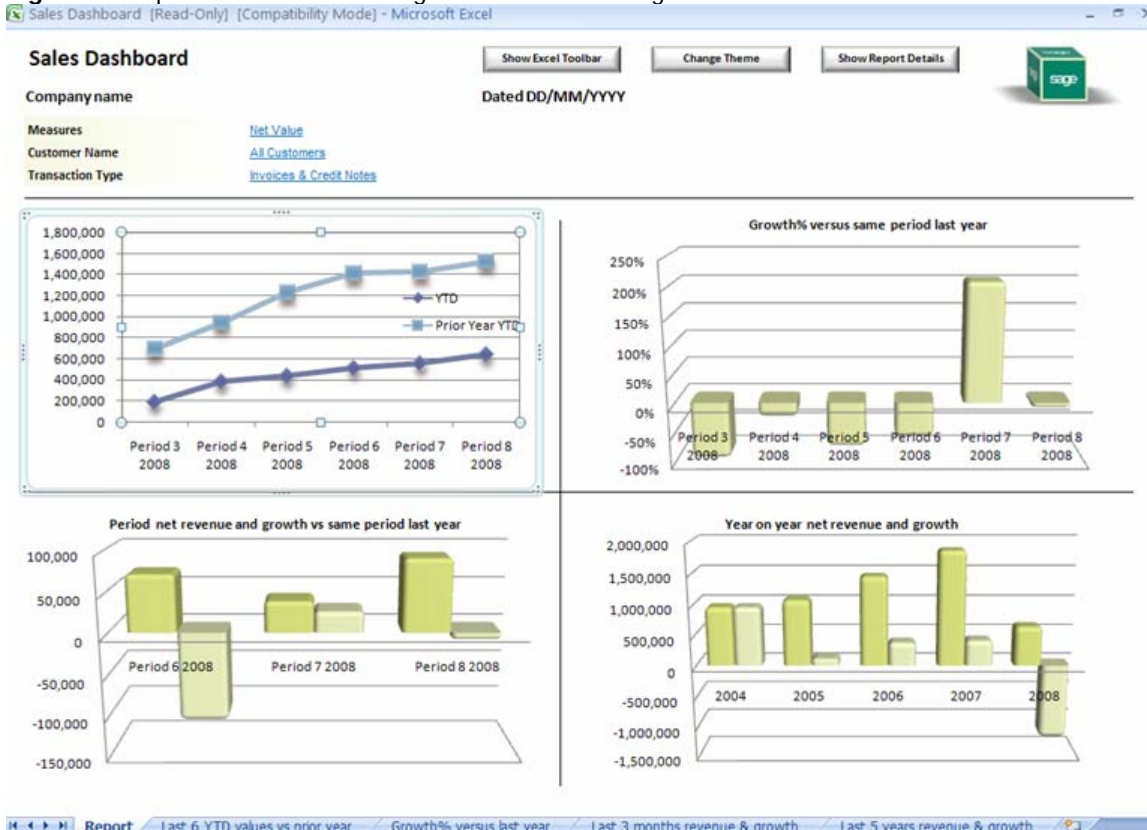 Sales Dashboard [Read-Only] [Compatibility Mode] - Microsoft Excel
Sales Dashboard
Show Excel Toolbar
Change Theme
Show Report Details
sage
Company name
Dated DD/MM/YYYY
Measures Net Value
Customer Name All Customers
Transaction Type Invoices & Credit Notes
1,800,000
1,600,000
1,400,000
1,200,000
1,000,000
800,000
600,000
400,000
200,000
0
YTD
Prior Year YTD
Period 3 2008
Period 4 2008
Period 5 2008
Period 6 2008
Period 7 2008
Period 8 2008
Growth% versus same period last year
250%
200%
150%
100%
50%
0%
-50%
-100%
Period 3 2008
Period 4 2008
Period 5 2008
Period 6 2008
Period 7 2008
Period 8 2008
Period net revenue and growth vs same period last year
100,000
50,000
0
-50,000
-100,000
-150,000
Period 6 2008
Period 7 2008
Period 8 2008
Year on year net revenue and growth
2,000,000
1,500,000
1,000,000
500,000
0
-500,000
-1,000,000
-1,500,000
2004
2005
2006
2007
2008
Report
Last 6 YTD values vs prior year
Growth% versus last year
Last 3 months revenue & growth
Last 5 years revenue & growth